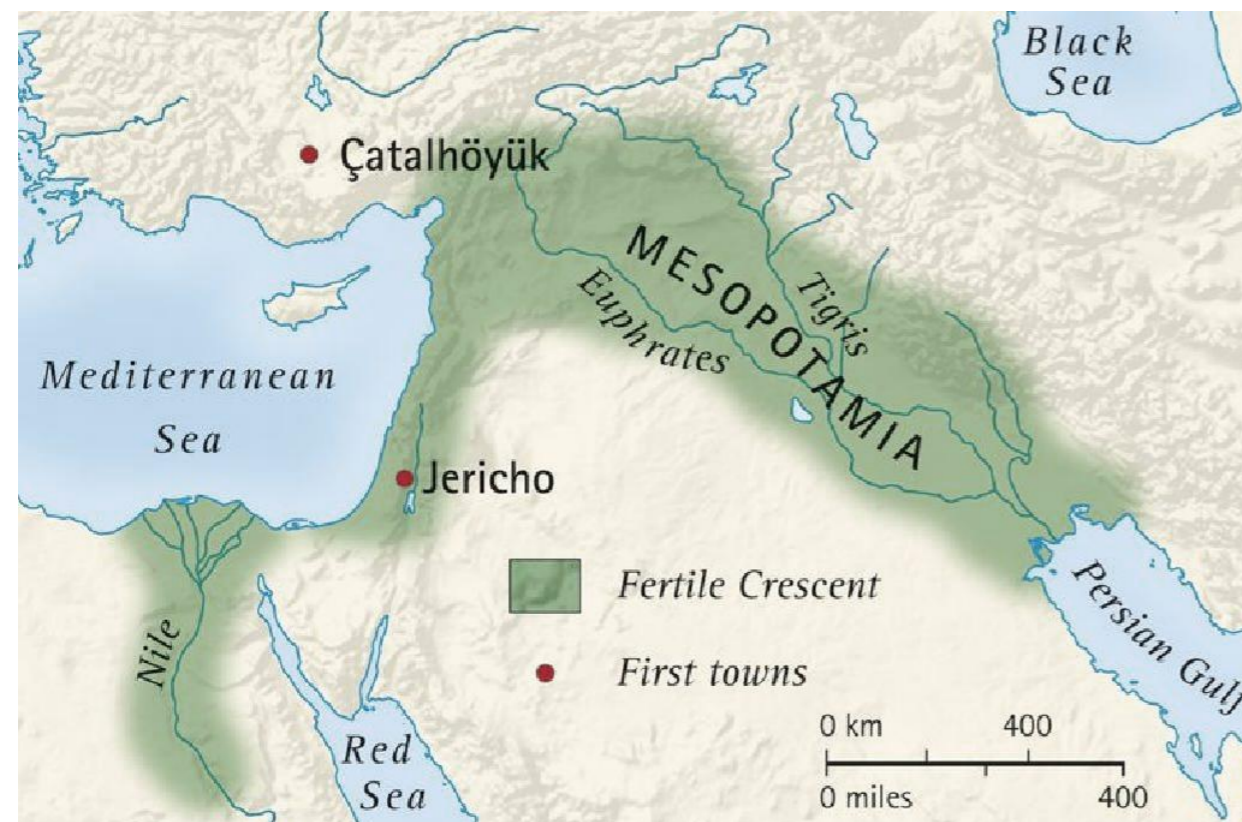 Black
Sea
Çatalhöyük
MESOPOTAMIA
Tigris
Euphrates
Mediterranean
Sea
Jericho
Fertile Crescent
First towns
Nile
Persian Gulf
Red
Sea
0 km 400
0 miles 400